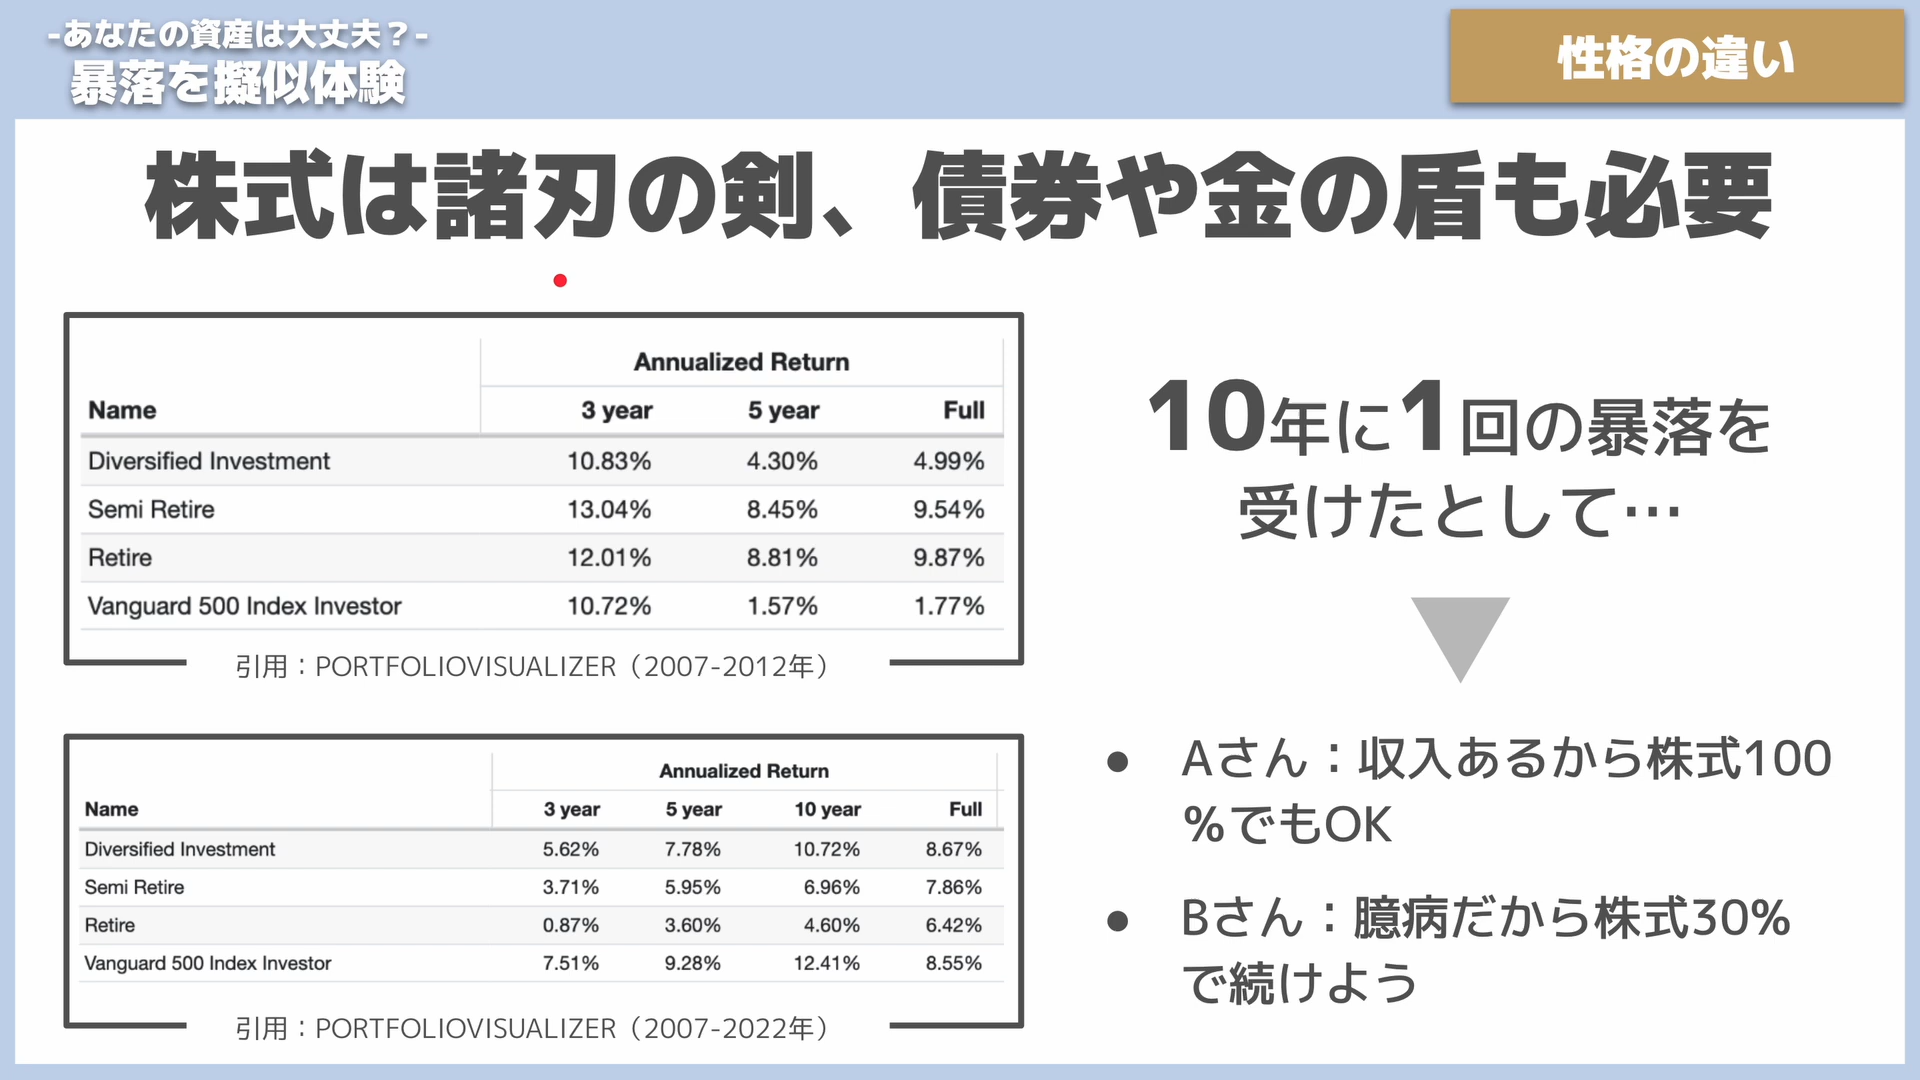 -あなたの資産は大丈夫？-
暴落を擬似体験
性格の違い
株式は諸刃の剣、債券や金の盾も必要
Annualized Return
Name 3 year 5 year Full
Diversified Investment 10.83% 4.30% 4.99%
Semi Retire 13.04% 8.45% 9.54%
Retire 12.01% 8.81% 9.87%
Vanguard 500 Index Investor 10.72% 1.57% 1.77%
引用：PORTFOLIOVISUALIZER（2007-2012年）
Annualized Return
Name 3 year 5 year 10 year Full
Diversified Investment 5.62% 7.78% 10.72% 8.67%
Semi Retire 3.71% 5.95% 6.96% 7.86%
Retire 0.87% 3.60% 4.60% 6.42%
Vanguard 500 Index Investor 7.51% 9.28% 12.41% 8.55%
引用：PORTFOLIOVISUALIZER（2007-2022年）
10年に1回の暴落を
受けたとして…
● Aさん：収入あるから株式100
%でもOK
● Bさん：臆病だから株式30%
で続けよう